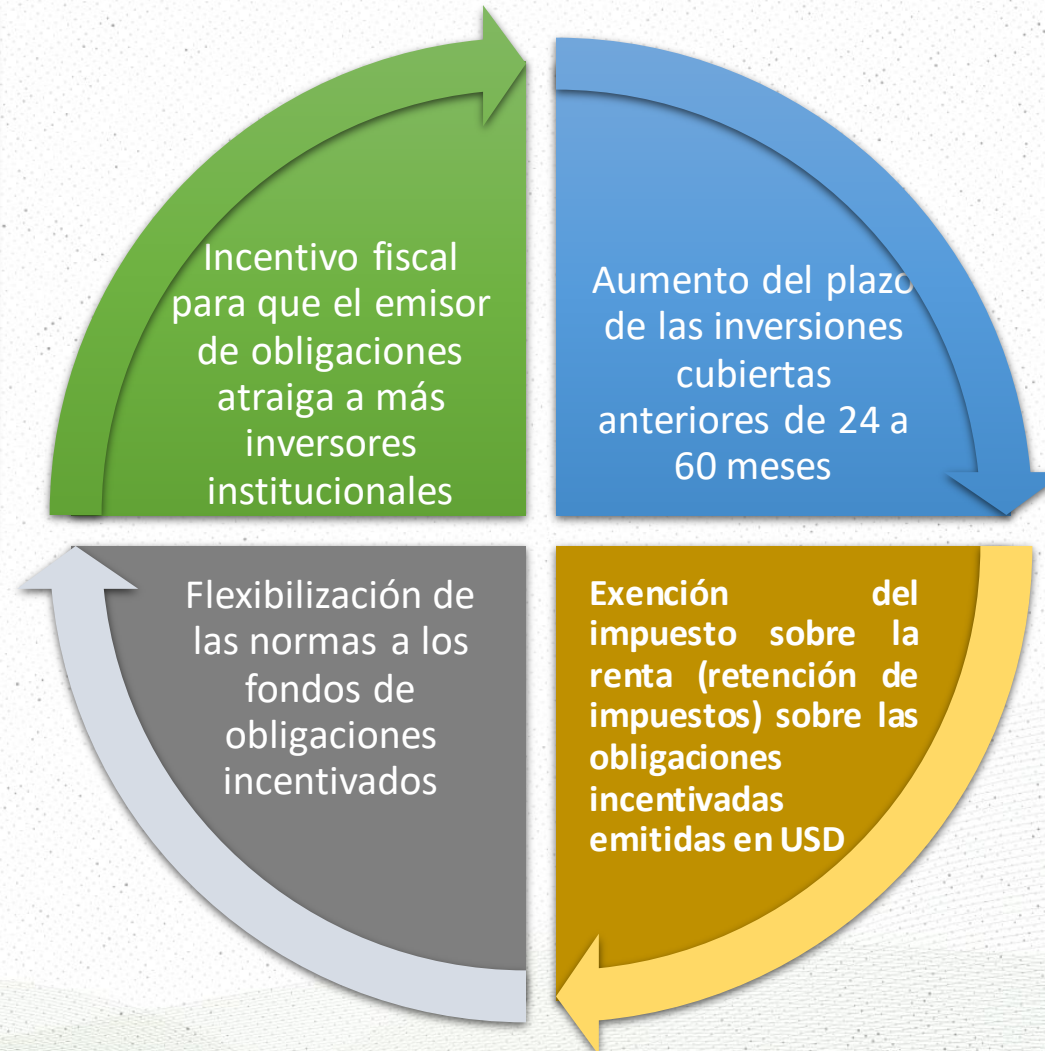 Incentivo fiscal
para que el emisor
de obligaciones
atraiga a más
inversores
institucionales
Aumento del plazo
de las inversiones
cubiertas
anteriores de 24 a
60 meses
Flexibilización de
las normas a los
fondos de
obligaciones
incentivados
Exención del
impuesto sobre la
renta (retención de
impuestos) sobre las
obligaciones
incentivadas
emitidas en USD